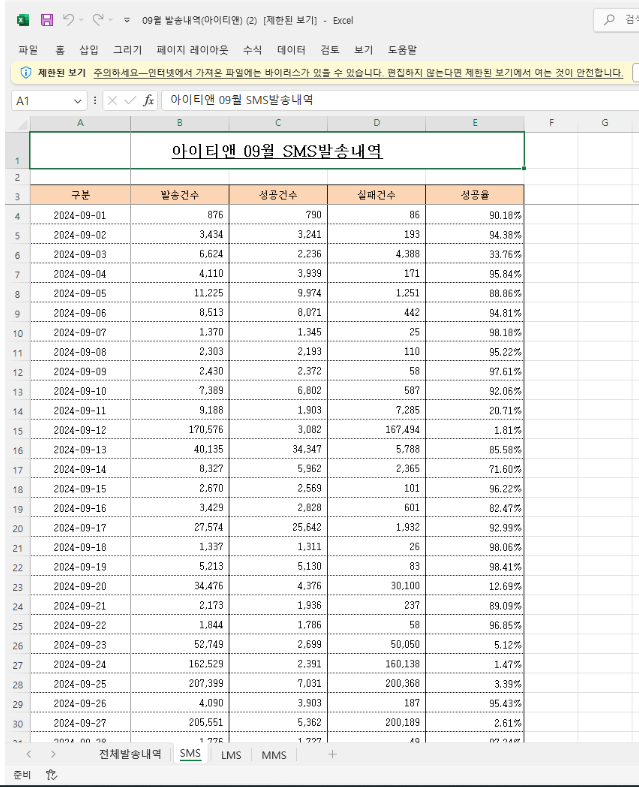 09월 발송내역(아이티앤) (2) [제한된 보기] - Excel
파일 홈 삽입 그리기 페이지 레이아웃 수식 데이터 검토 보기 도움말
제한된 보기 주의하세요—인터넷에서 가져온 파일에는 바이러스가 있을 수 있습니다. 편집하지 않는다면 제한된 보기에서 여는 것이 안전합니다.
A1 fx 아이티앤 09월 SMS발송내역
A B C D E F G
1 아이티앤 09월 SMS발송내역
2
3 구분 발송건수 성공건수 실패건수 성공율
4 2024-09-01 876 790 86 90.18%
5 2024-09-02 3,434 3,241 193 94.38%
6 2024-09-03 6,624 2,236 4,388 33.76%
7 2024-09-04 4,110 3,939 171 95.84%
8 2024-09-05 11,225 9,974 1,251 88.86%
9 2024-09-06 8,513 8,071 442 94.81%
10 2024-09-07 1,370 1,345 25 98.18%
11 2024-09-08 2,303 2,193 110 95.22%
12 2024-09-09 2,430 2,372 58 97.61%
13 2024-09-10 7,389 6,802 587 92.06%
14 2024-09-11 9,188 1,903 7,285 20.71%
15 2024-09-12 170,576 3,082 167,494 1.81%
16 2024-09-13 40,135 34,347 5,788 85.58%
17 2024-09-14 8,327 5,962 2,365 71.60%
18 2024-09-15 2,670 2,569 101 96.22%
19 2024-09-16 3,429 2,828 601 82.47%
20 2024-09-17 27,574 25,642 1,932 92.99%
21 2024-09-18 1,337 1,311 26 98.06%
22 2024-09-19 5,213 5,130 83 98.41%
23 2024-09-20 34,476 4,376 30,100 12.69%
24 2024-09-21 2,173 1,936 237 89.09%
25 2024-09-22 1,844 1,786 58 96.85%
26 2024-09-23 52,749 2,699 50,050 5.12%
27 2024-09-24 162,529 2,391 160,138 1.47%
28 2024-09-25 207,399 7,031 200,368 3.39%
29 2024-09-26 4,090 3,903 187 95.43%
30 2024-09-27 205,551 5,362 200,189 2.61%
전체발송내역 SMS LMS MMS
준비